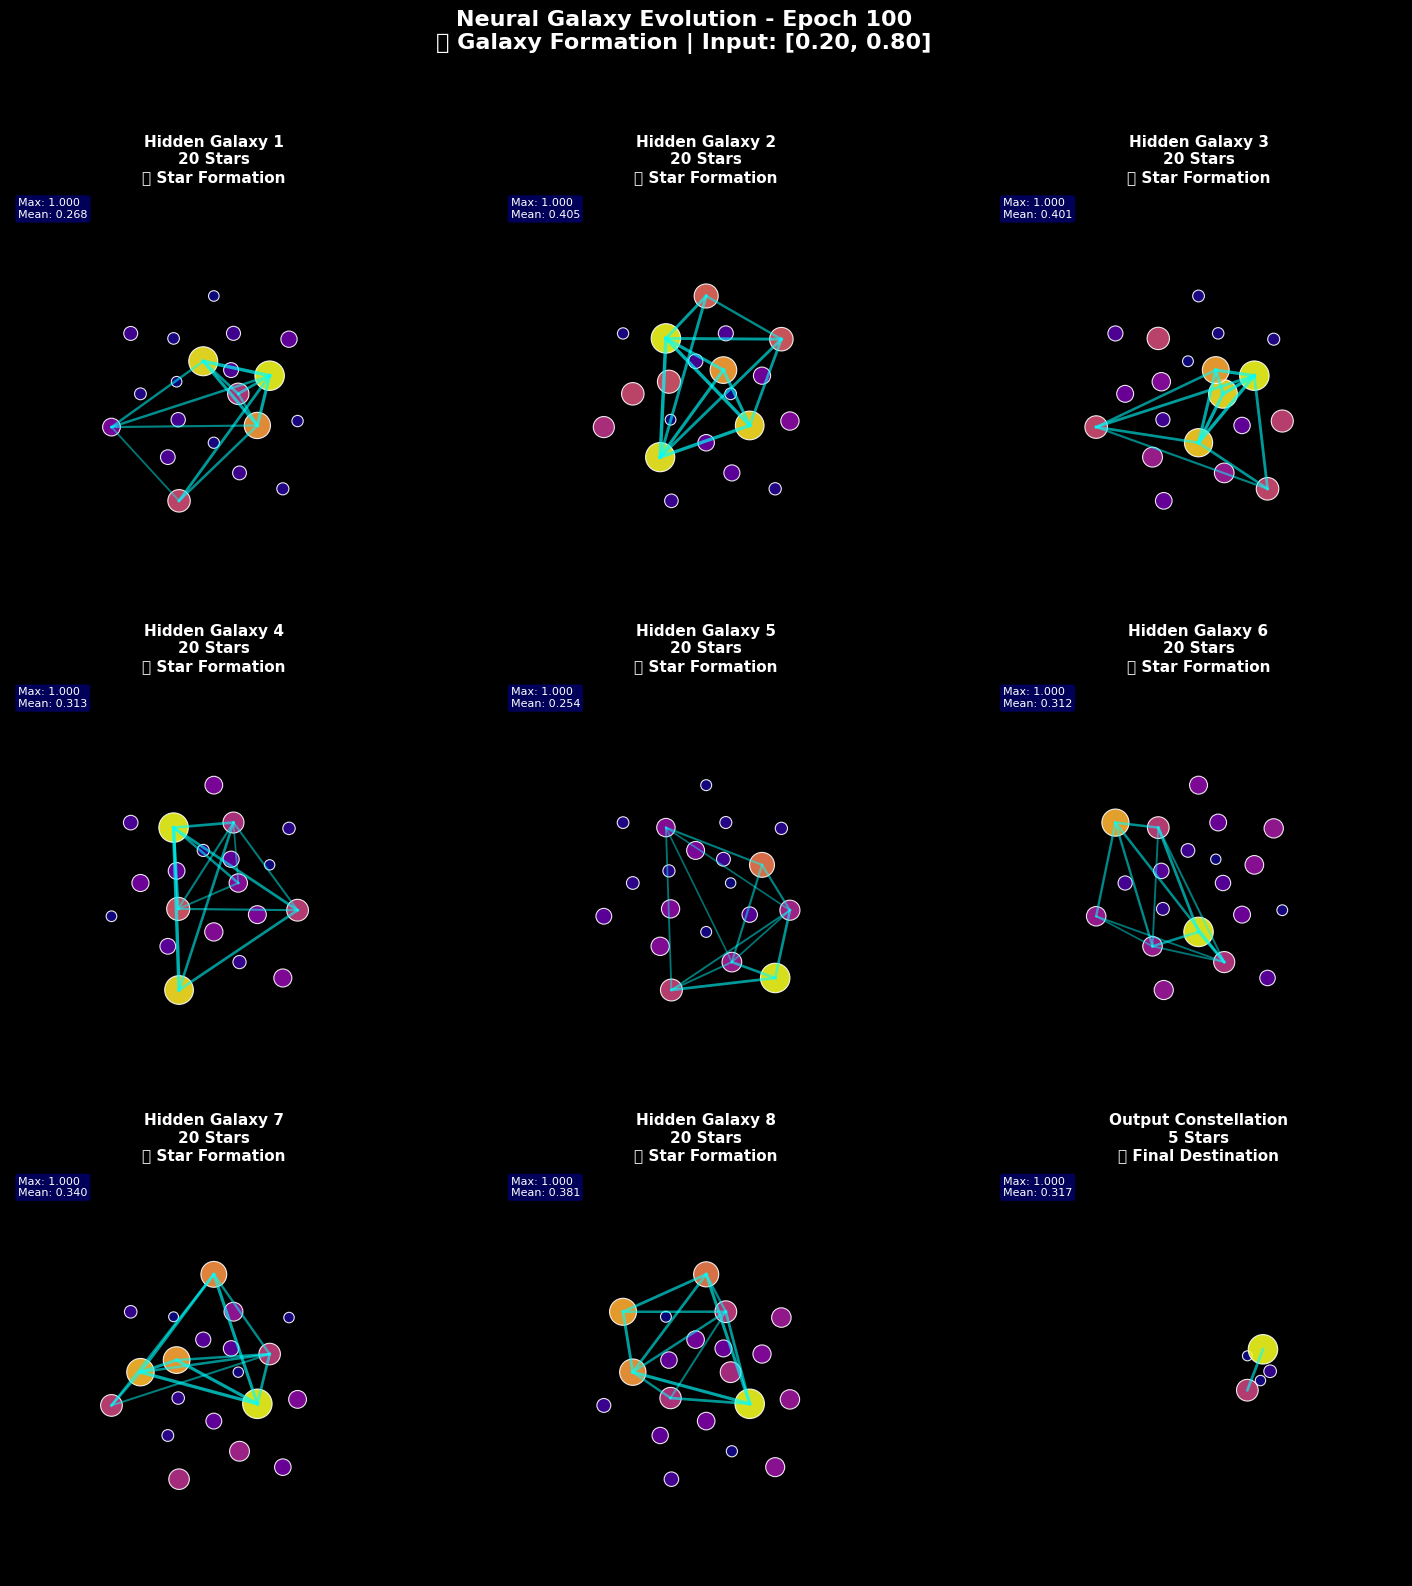 Neural Galaxy Evolution - Epoch 100
Galaxy Formation | Input: [0.20, 0.80]
Hidden Galaxy 1
20 Stars
Star Formation
Max: 1.000
Mean: 0.268
Hidden Galaxy 2
20 Stars
Star Formation
Max: 1.000
Mean: 0.405
Hidden Galaxy 3
20 Stars
Star Formation
Max: 1.000
Mean: 0.401
Hidden Galaxy 4
20 Stars
Star Formation
Max: 1.000
Mean: 0.313
Hidden Galaxy 5
20 Stars
Star Formation
Max: 1.000
Mean: 0.254
Hidden Galaxy 6
20 Stars
Star Formation
Max: 1.000
Mean: 0.312
Hidden Galaxy 7
20 Stars
Star Formation
Max: 1.000
Mean: 0.340
Hidden Galaxy 8
20 Stars
Star Formation
Max: 1.000
Mean: 0.381
Output Constellation
5 Stars
Final Destination
Max: 1.000
Mean: 0.317